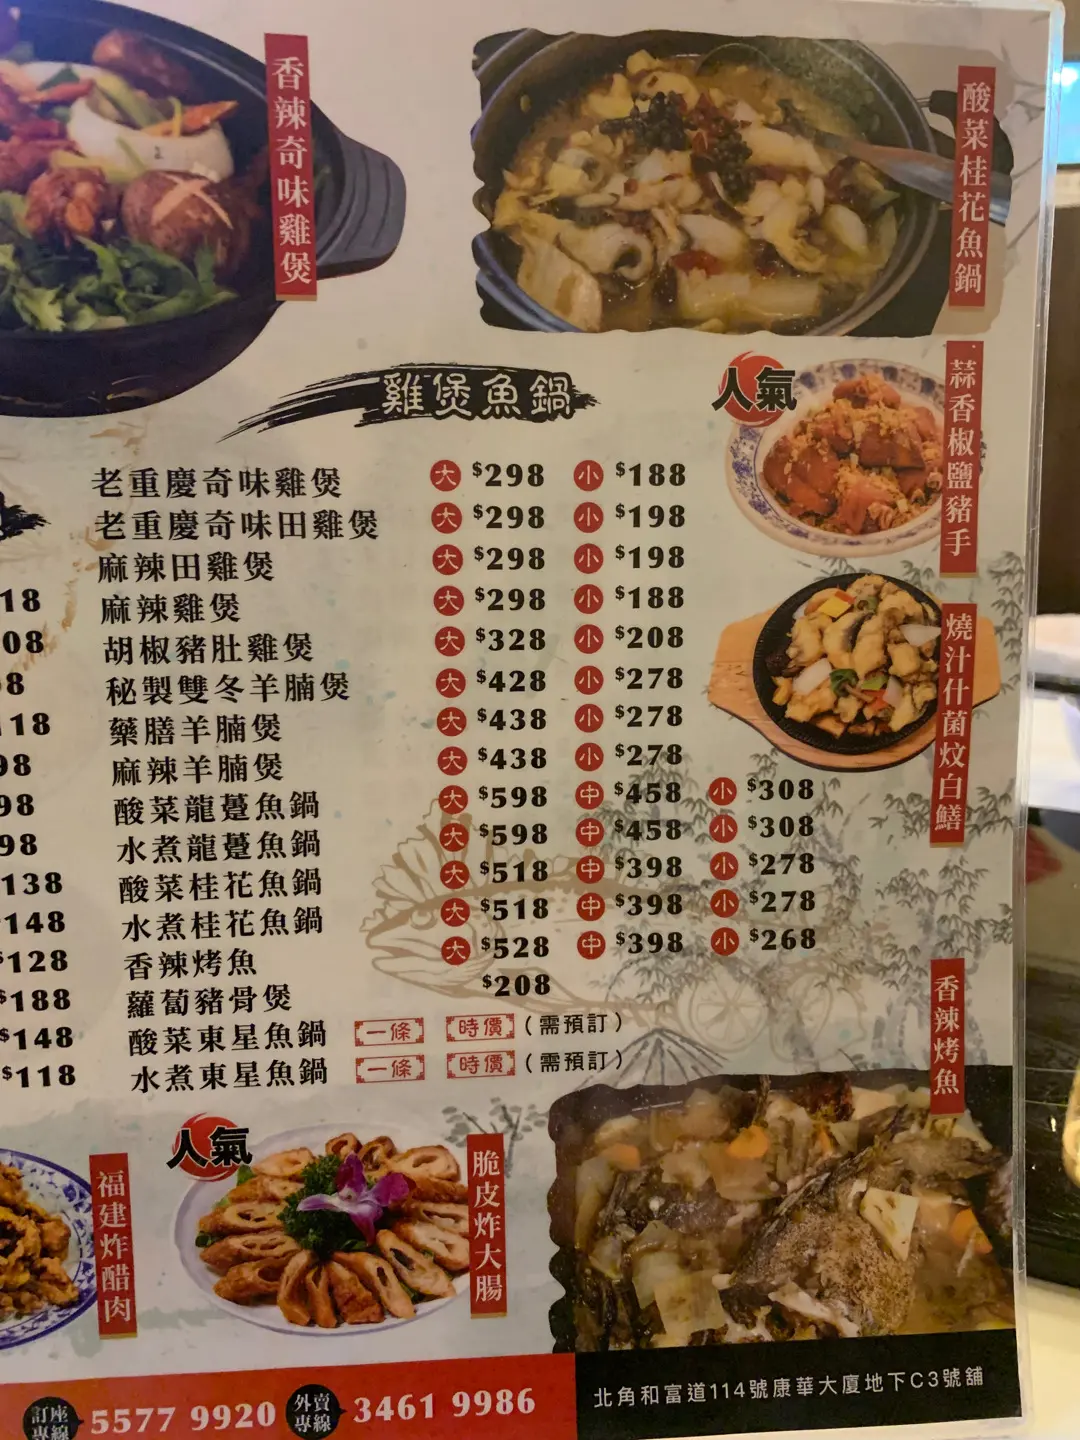 香辣奇味雞煲
酸菜桂花魚鍋
雞煲魚鍋
人氣
蒜香椒鹽豬手
燒汁什菌炆白鱔
老重慶奇味雞煲 大 $298 小 $188
老重慶奇味田雞煲 大 $298 小 $198
麻辣田雞煲 大 $298 小 $198
麻辣雞煲 大 $298 小 $188
胡椒豬肚雞煲 大 $328 小 $208
秘製雙冬羊腩煲 大 $428 小 $278
藥膳羊腩煲 大 $438 小 $278
麻辣羊腩煲 大 $438 小 $278
酸菜龍躉魚鍋 大 $598 中 $458 小 $308
水煮龍躉魚鍋 大 $598 中 $458 小 $308
酸菜桂花魚鍋 大 $518 中 $398 小 $278
水煮桂花魚鍋 大 $518 中 $398 小 $278
香辣烤魚 大 $528 中 $398 小 $268
蘿蔔豬骨煲 $208
酸菜東星魚鍋 一條 時價 (需預訂)
水煮東星魚鍋 一條 時價 (需預訂)
18
08
8
118
98
98
98
138
148
$128
$188
$148
$118
香辣烤魚
人氣
福建炸醋肉
脆皮炸大腸
訂座專線 5577 9920 外賣專線 3461 9986
北角和富道114號康華大廈地下C3號舖